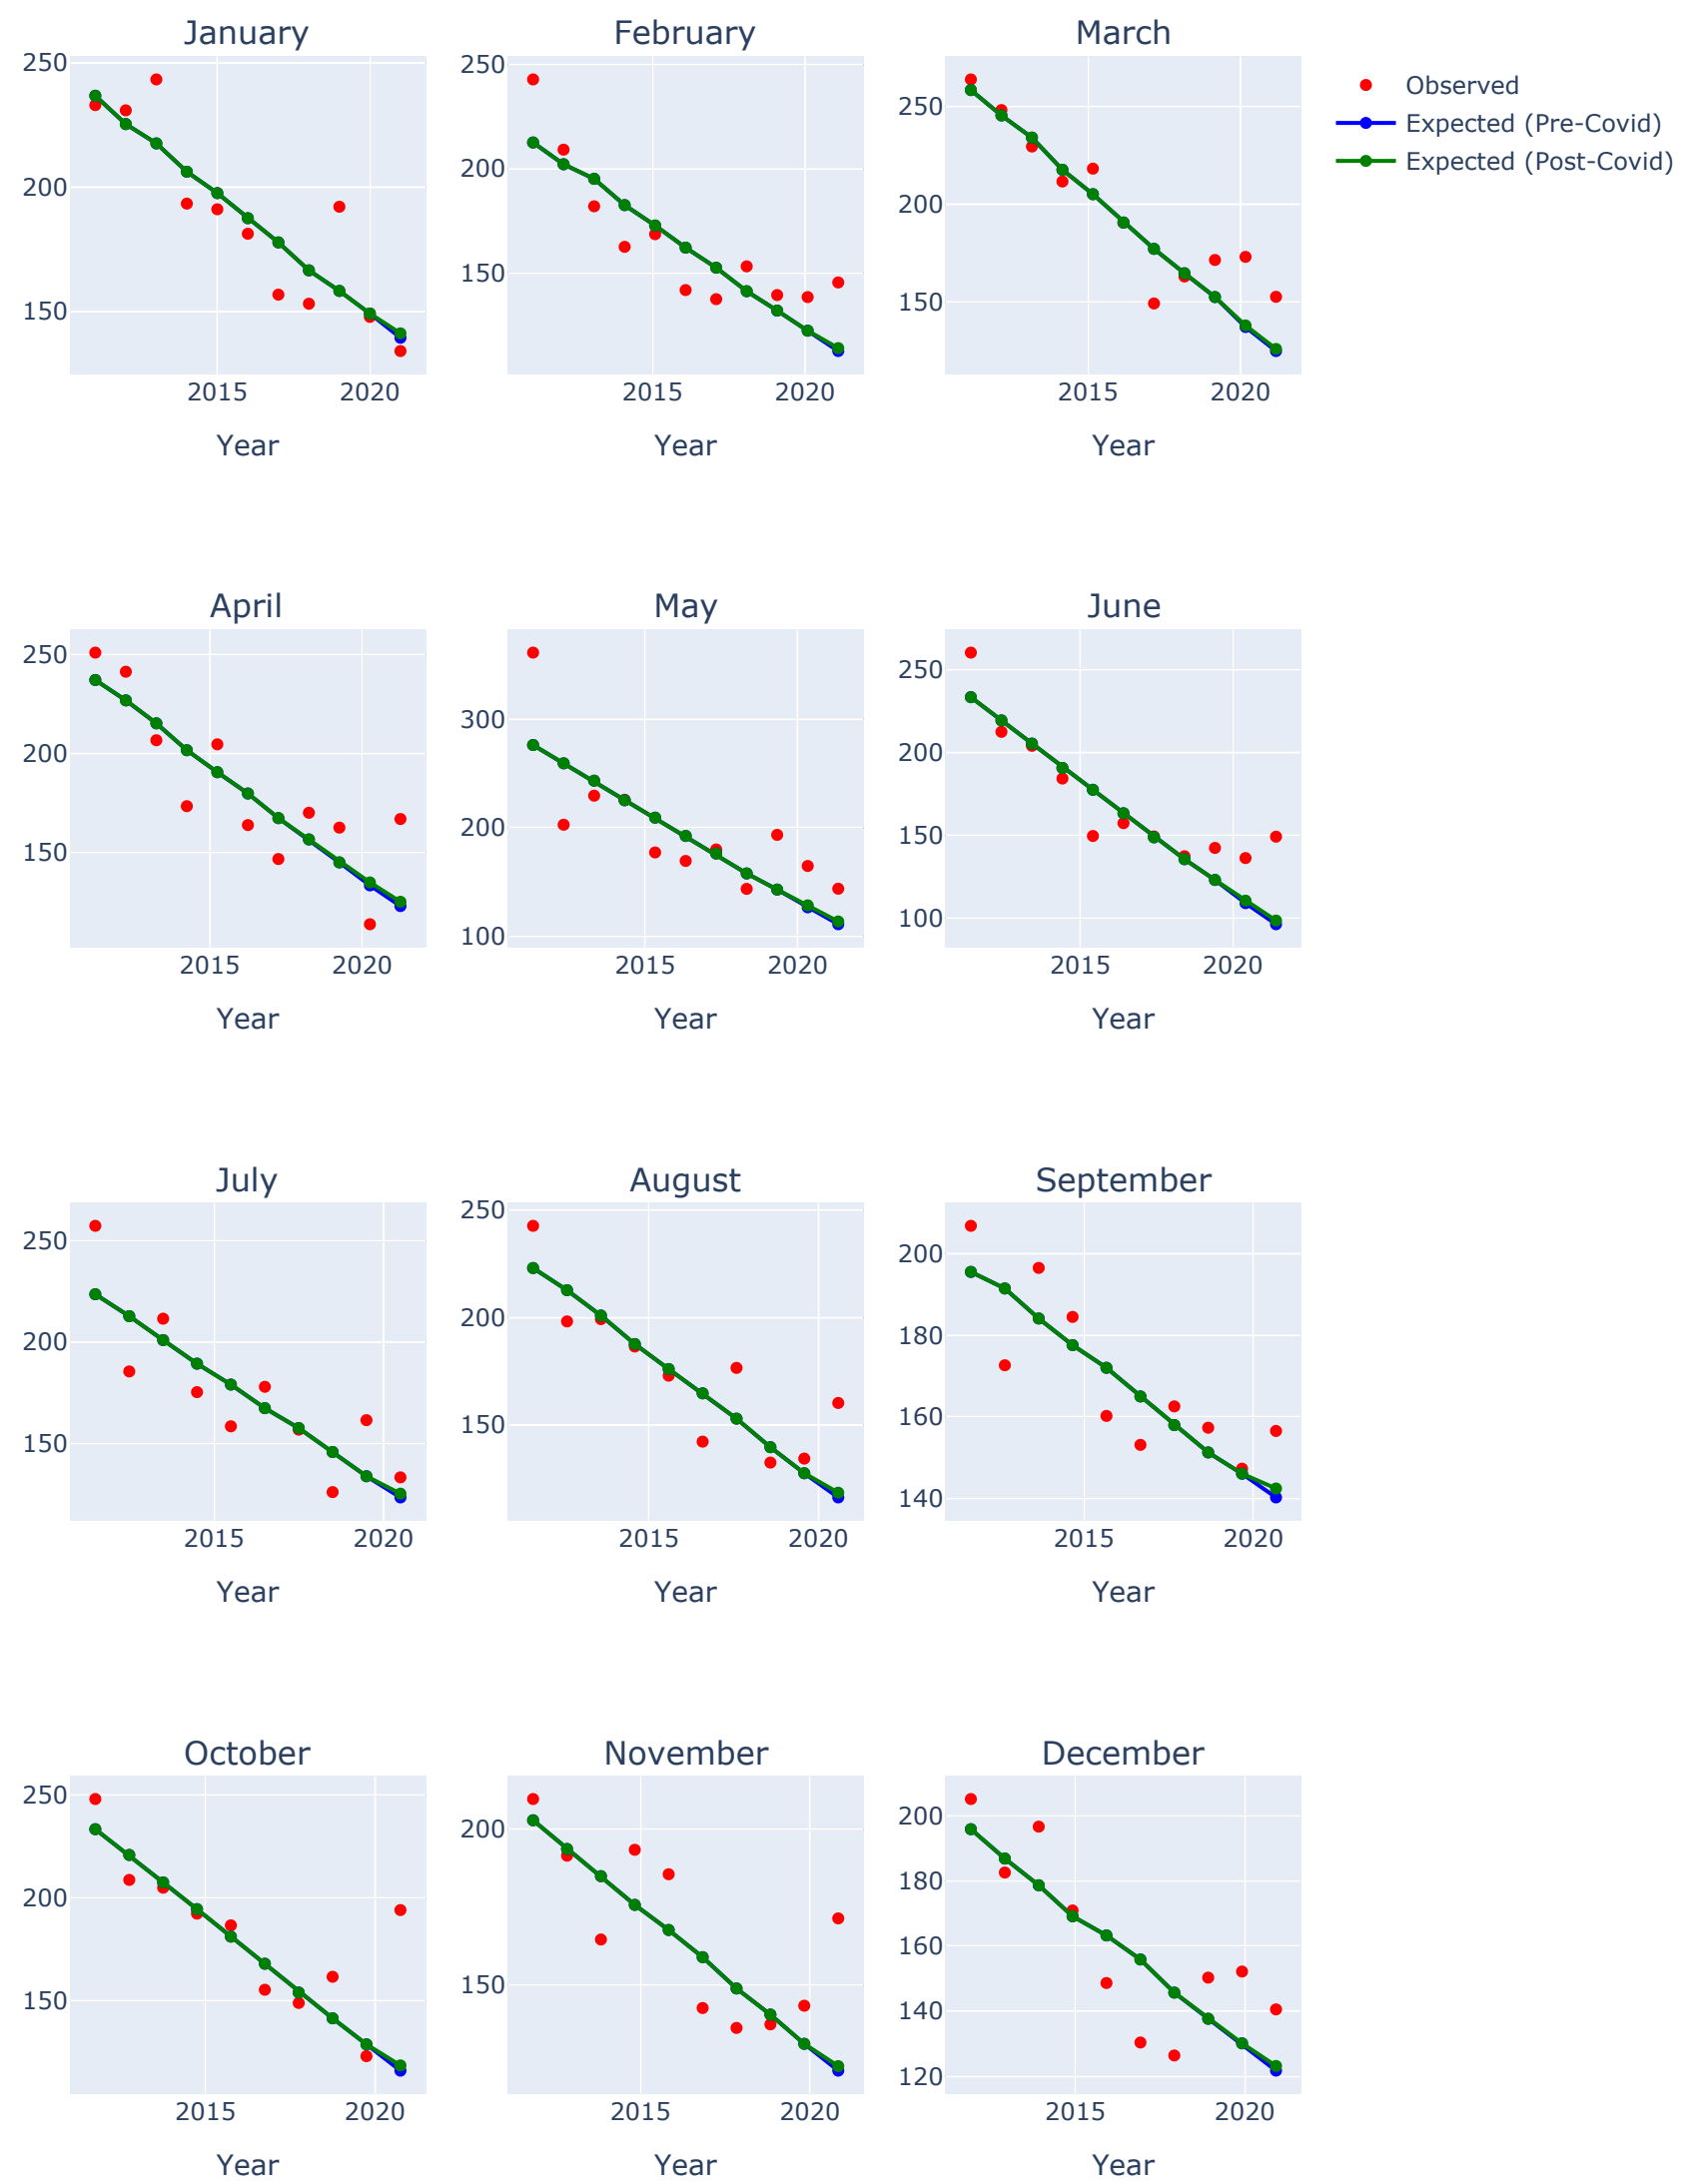 January
February
March
250
200
150
2015
2020
Year
250
200
150
2015
2020
Year
250
200
150
2015
2020
Year
Observed
Expected (Pre-Covid)
Expected (Post-Covid)
April
May
June
250
200
150
2015
2020
Year
300
200
100
2015
2020
Year
250
200
150
100
2015
2020
Year
July
August
September
250
200
150
2015
2020
Year
250
200
150
2015
2020
Year
200
180
160
140
2015
2020
Year
October
November
December
250
200
150
2015
2020
Year
200
150
2015
2020
Year
200
180
160
140
120
2015
2020
Year